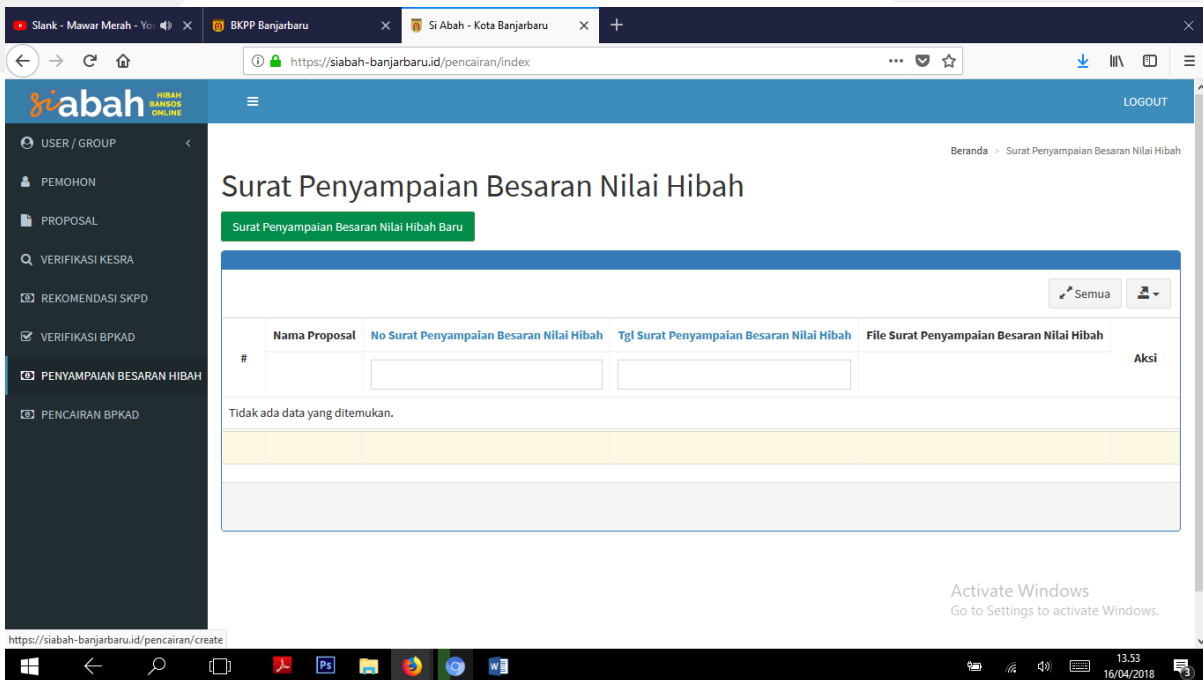 Slank - Mawar Merah - You
BKPP Banjarbaru
Si Abah - Kota Banjarbaru
https://siabah-banjarbaru.id/pencairan/index
siabah HIBAH BANSOS ONLINE
LOGOUT
USER / GROUP
Beranda > Surat Penyampaian Besaran Nilai Hibah
PEMOHON
Surat Penyampaian Besaran Nilai Hibah
PROPOSAL
Surat Penyampaian Besaran Nilai Hibah Baru
VERIFIKASI KESRA
REKOMENDASI SKPD
Semua
VERIFIKASI BPKAD
# Nama Proposal No Surat Penyampaian Besaran Nilai Hibah Tgl Surat Penyampaian Besaran Nilai Hibah File Surat Penyampaian Besaran Nilai Hibah Aksi
PENYAMPAIAN BESARAN HIBAH
PENCAIRAN BPKAD
Tidak ada data yang ditemukan.
Activate Windows
Go to Settings to activate Windows.
https://siabah-banjarbaru.id/pencairan/create
Ps
13.53
16/04/2018
3